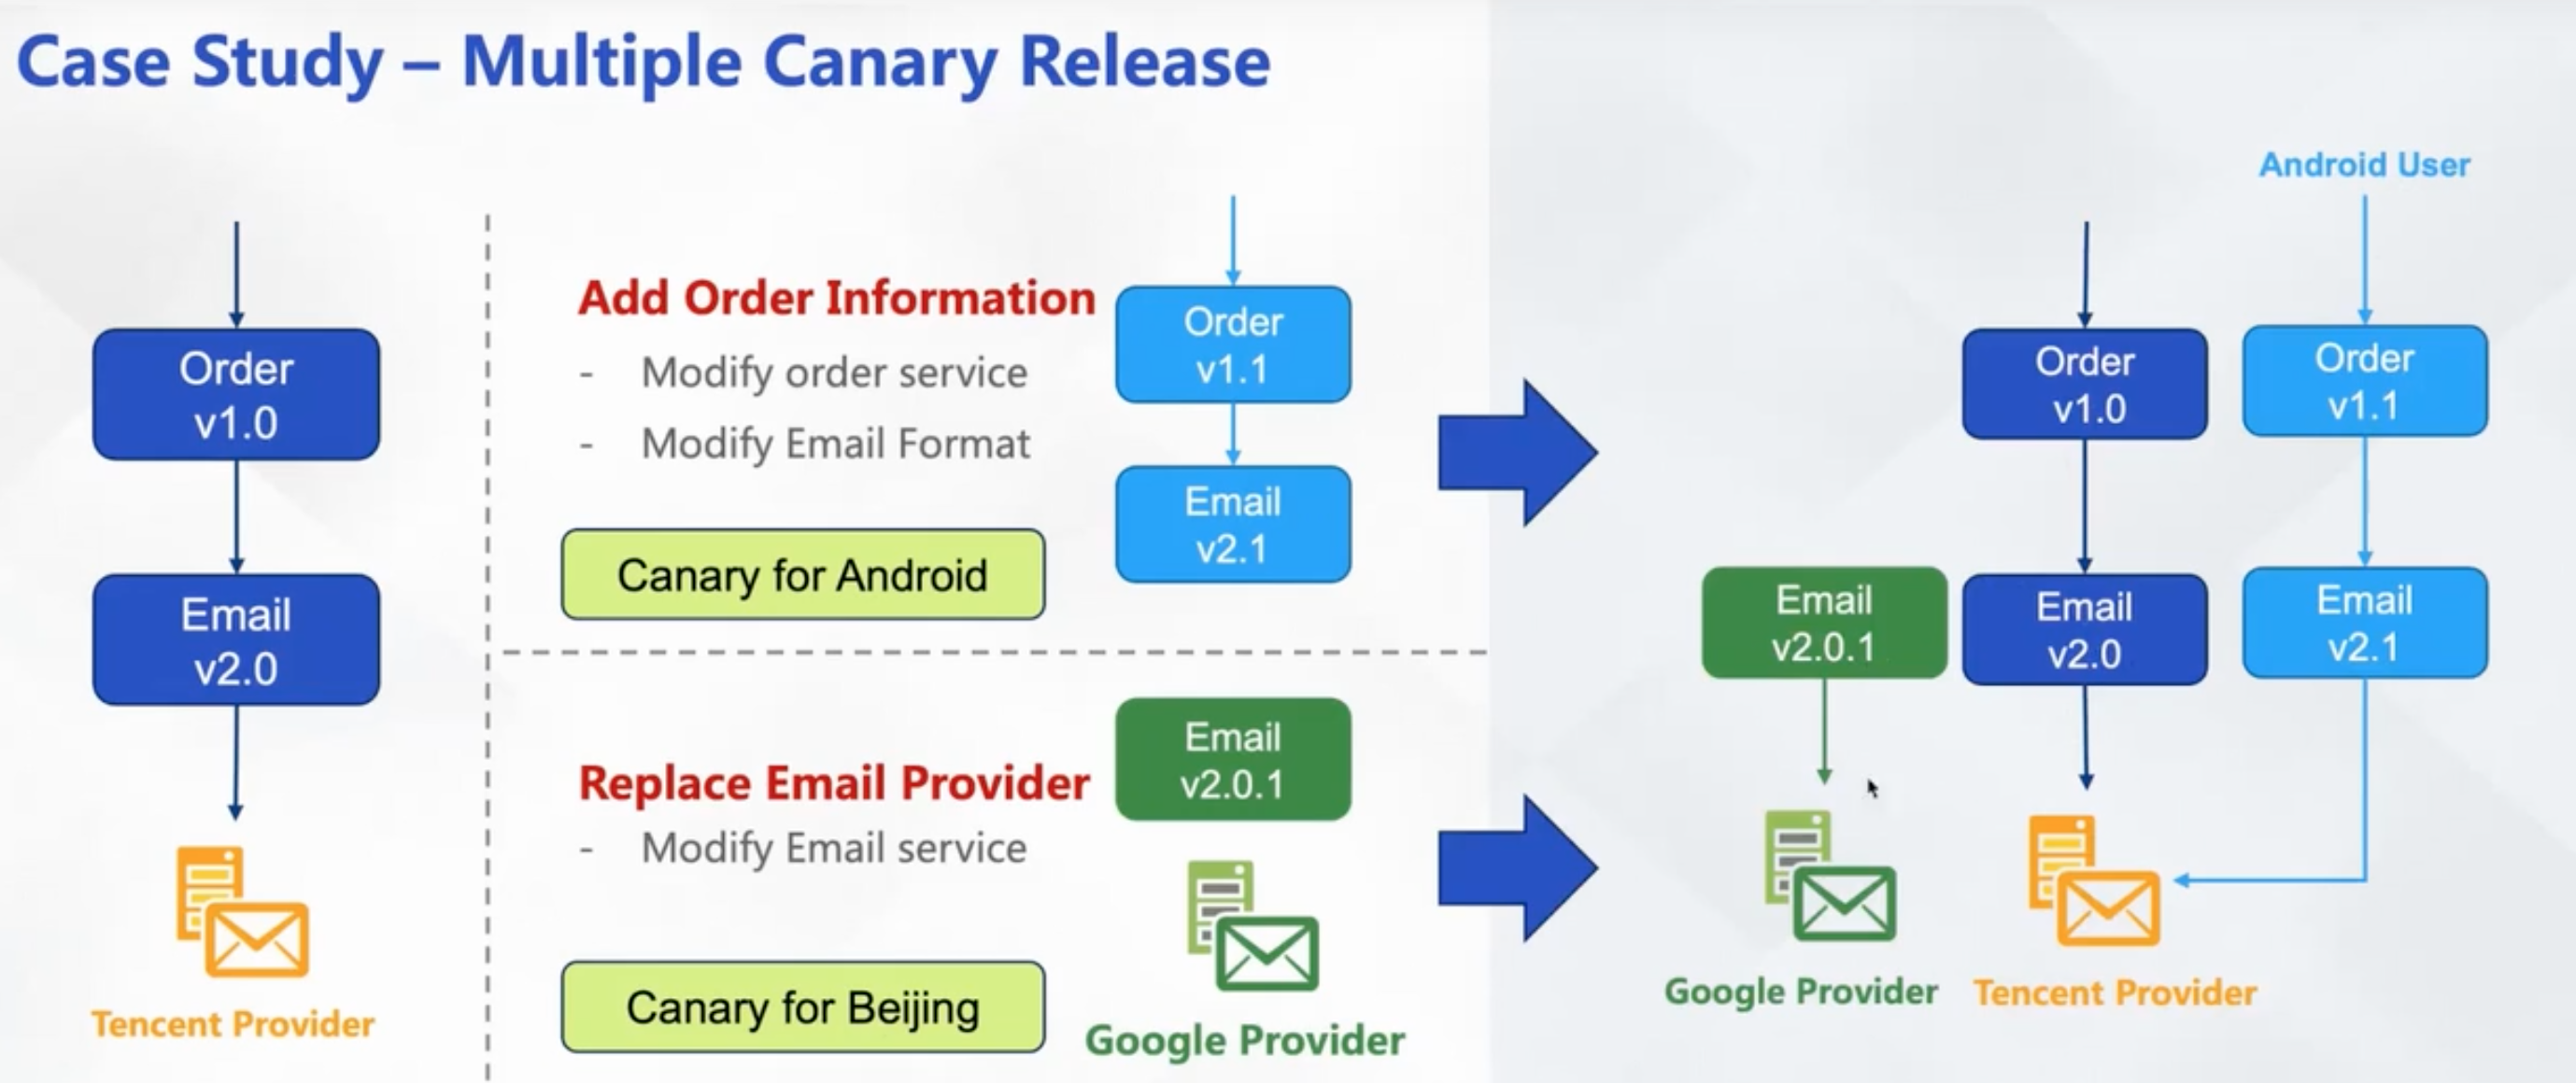 Case Study – Multiple Canary Release
Order
v1.0
Email
v2.0
Tencent Provider
Add Order Information
- Modify order service
- Modify Email Format
Canary for Android
Order
v1.1
Email
v2.1
Replace Email Provider
- Modify Email service
Canary for Beijing
Email
v2.0.1
Google Provider
Android User
Order
v1.0
Order
v1.1
Email
v2.0.1
Email
v2.0
Email
v2.1
Google Provider
Tencent Provider